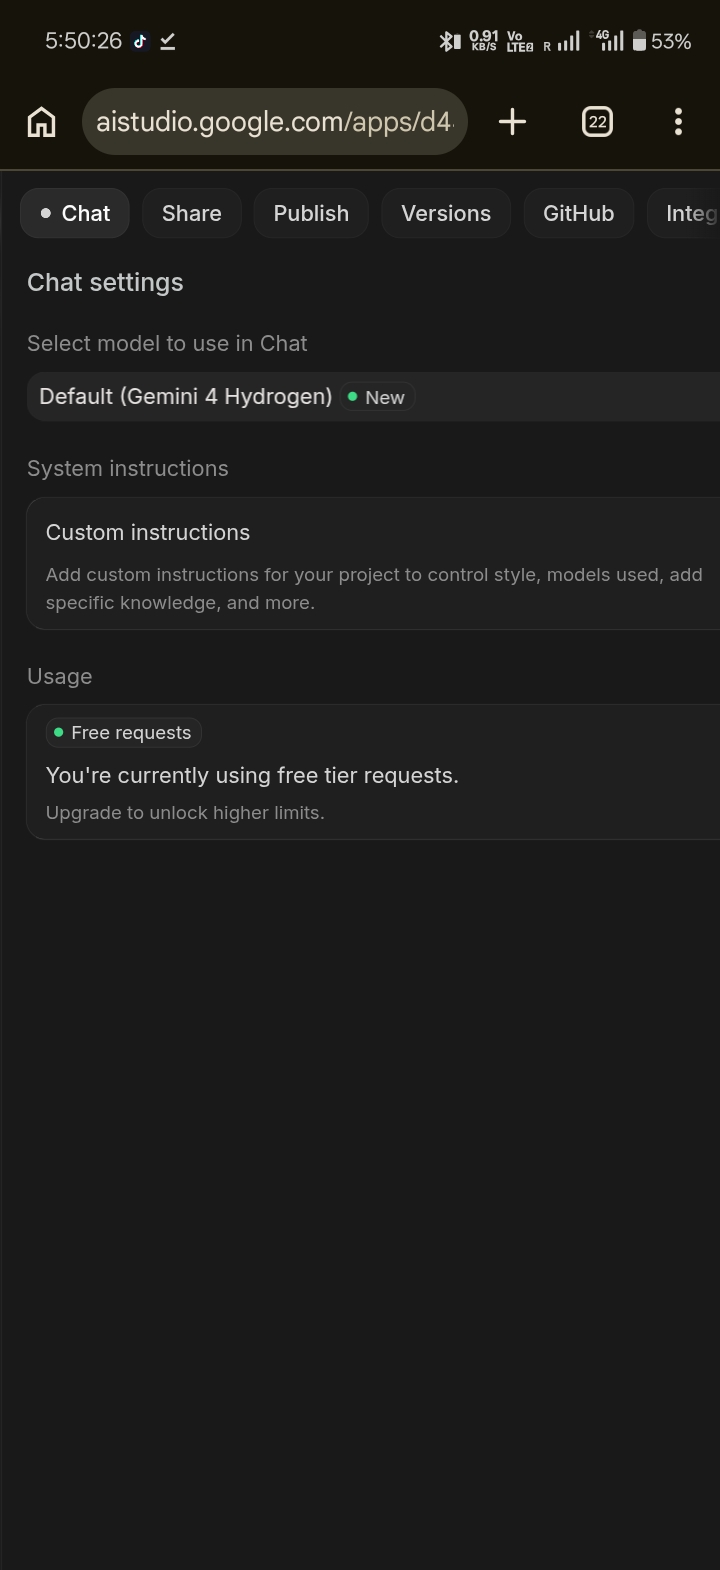 5:50:26
0.91 KB/S
Vo LTE2
R
4G
53%
aistudio.google.com/apps/d4
22
Chat
Share
Publish
Versions
GitHub
Integ
Chat settings
Select model to use in Chat
Default (Gemini 4 Hydrogen)
New
System instructions
Custom instructions
Add custom instructions for your project to control style, models used, add
specific knowledge, and more.
Usage
Free requests
You're currently using free tier requests.
Upgrade to unlock higher limits.